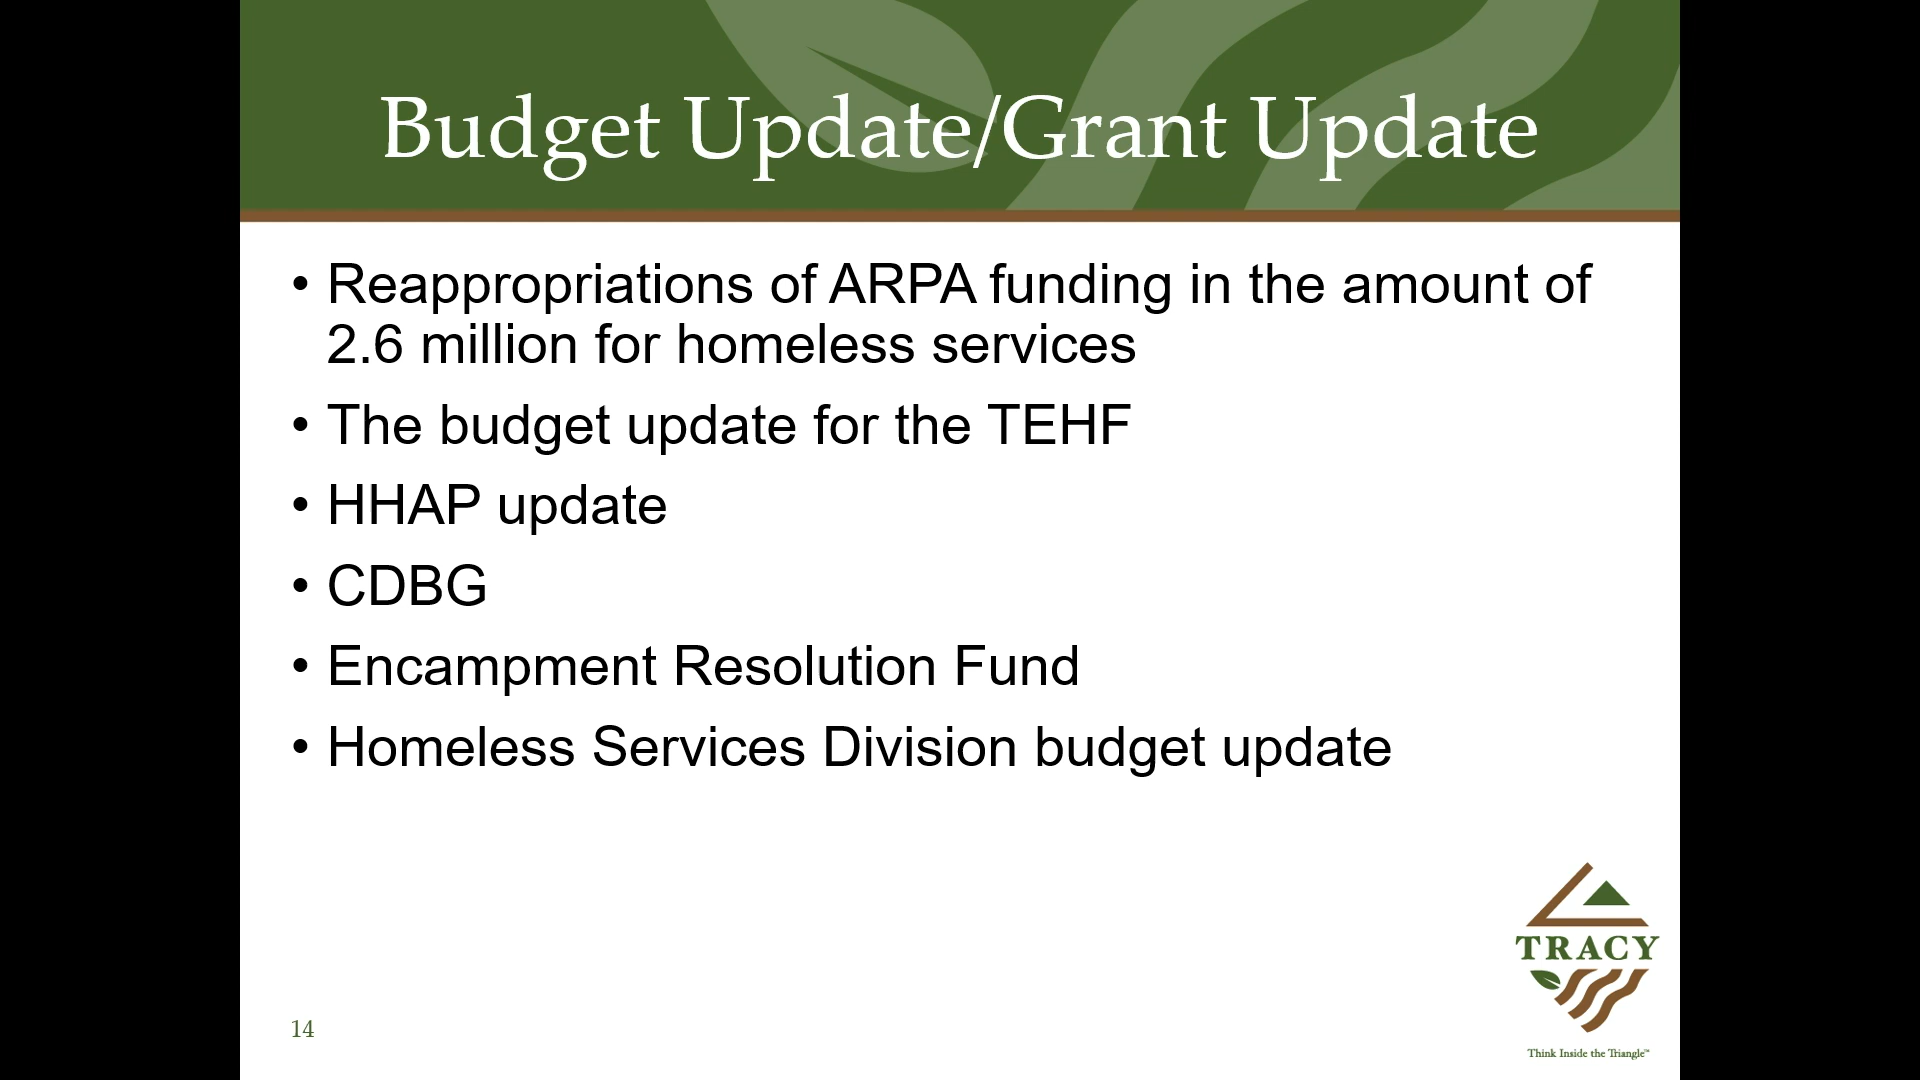 Budget Update/Grant Update
• Reappropriations of ARPA funding in the amount of
2.6 million for homeless services
• The budget update for the TEHF
• HHAP update
• CDBG
• Encampment Resolution Fund
• Homeless Services Division budget update
TRACY
Think Inside the Triangle™
14